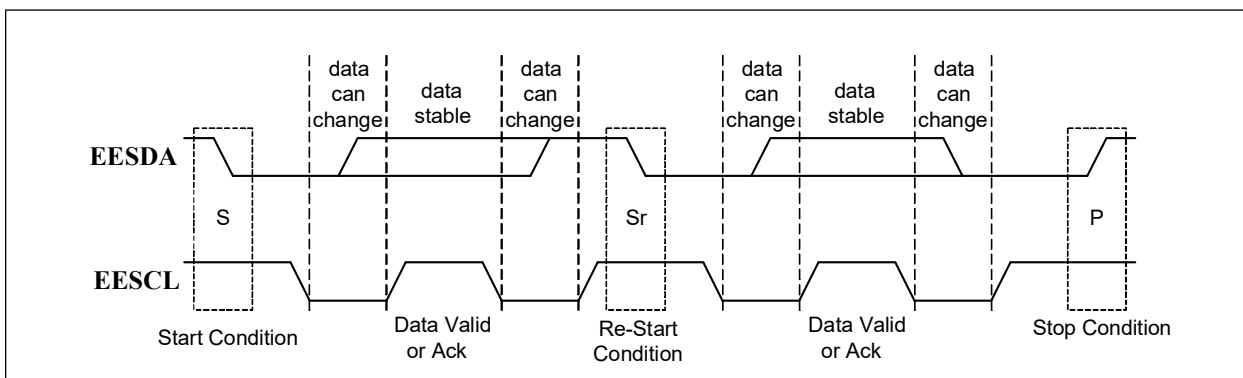 data
can
change
data
stable
data
can
change
data
can
change
data
stable
data
can
change
EESDA
S
Sr
P
EESCL
Start Condition
Data Valid
or Ack
Re-Start
Condition
Data Valid
or Ack
Stop Condition